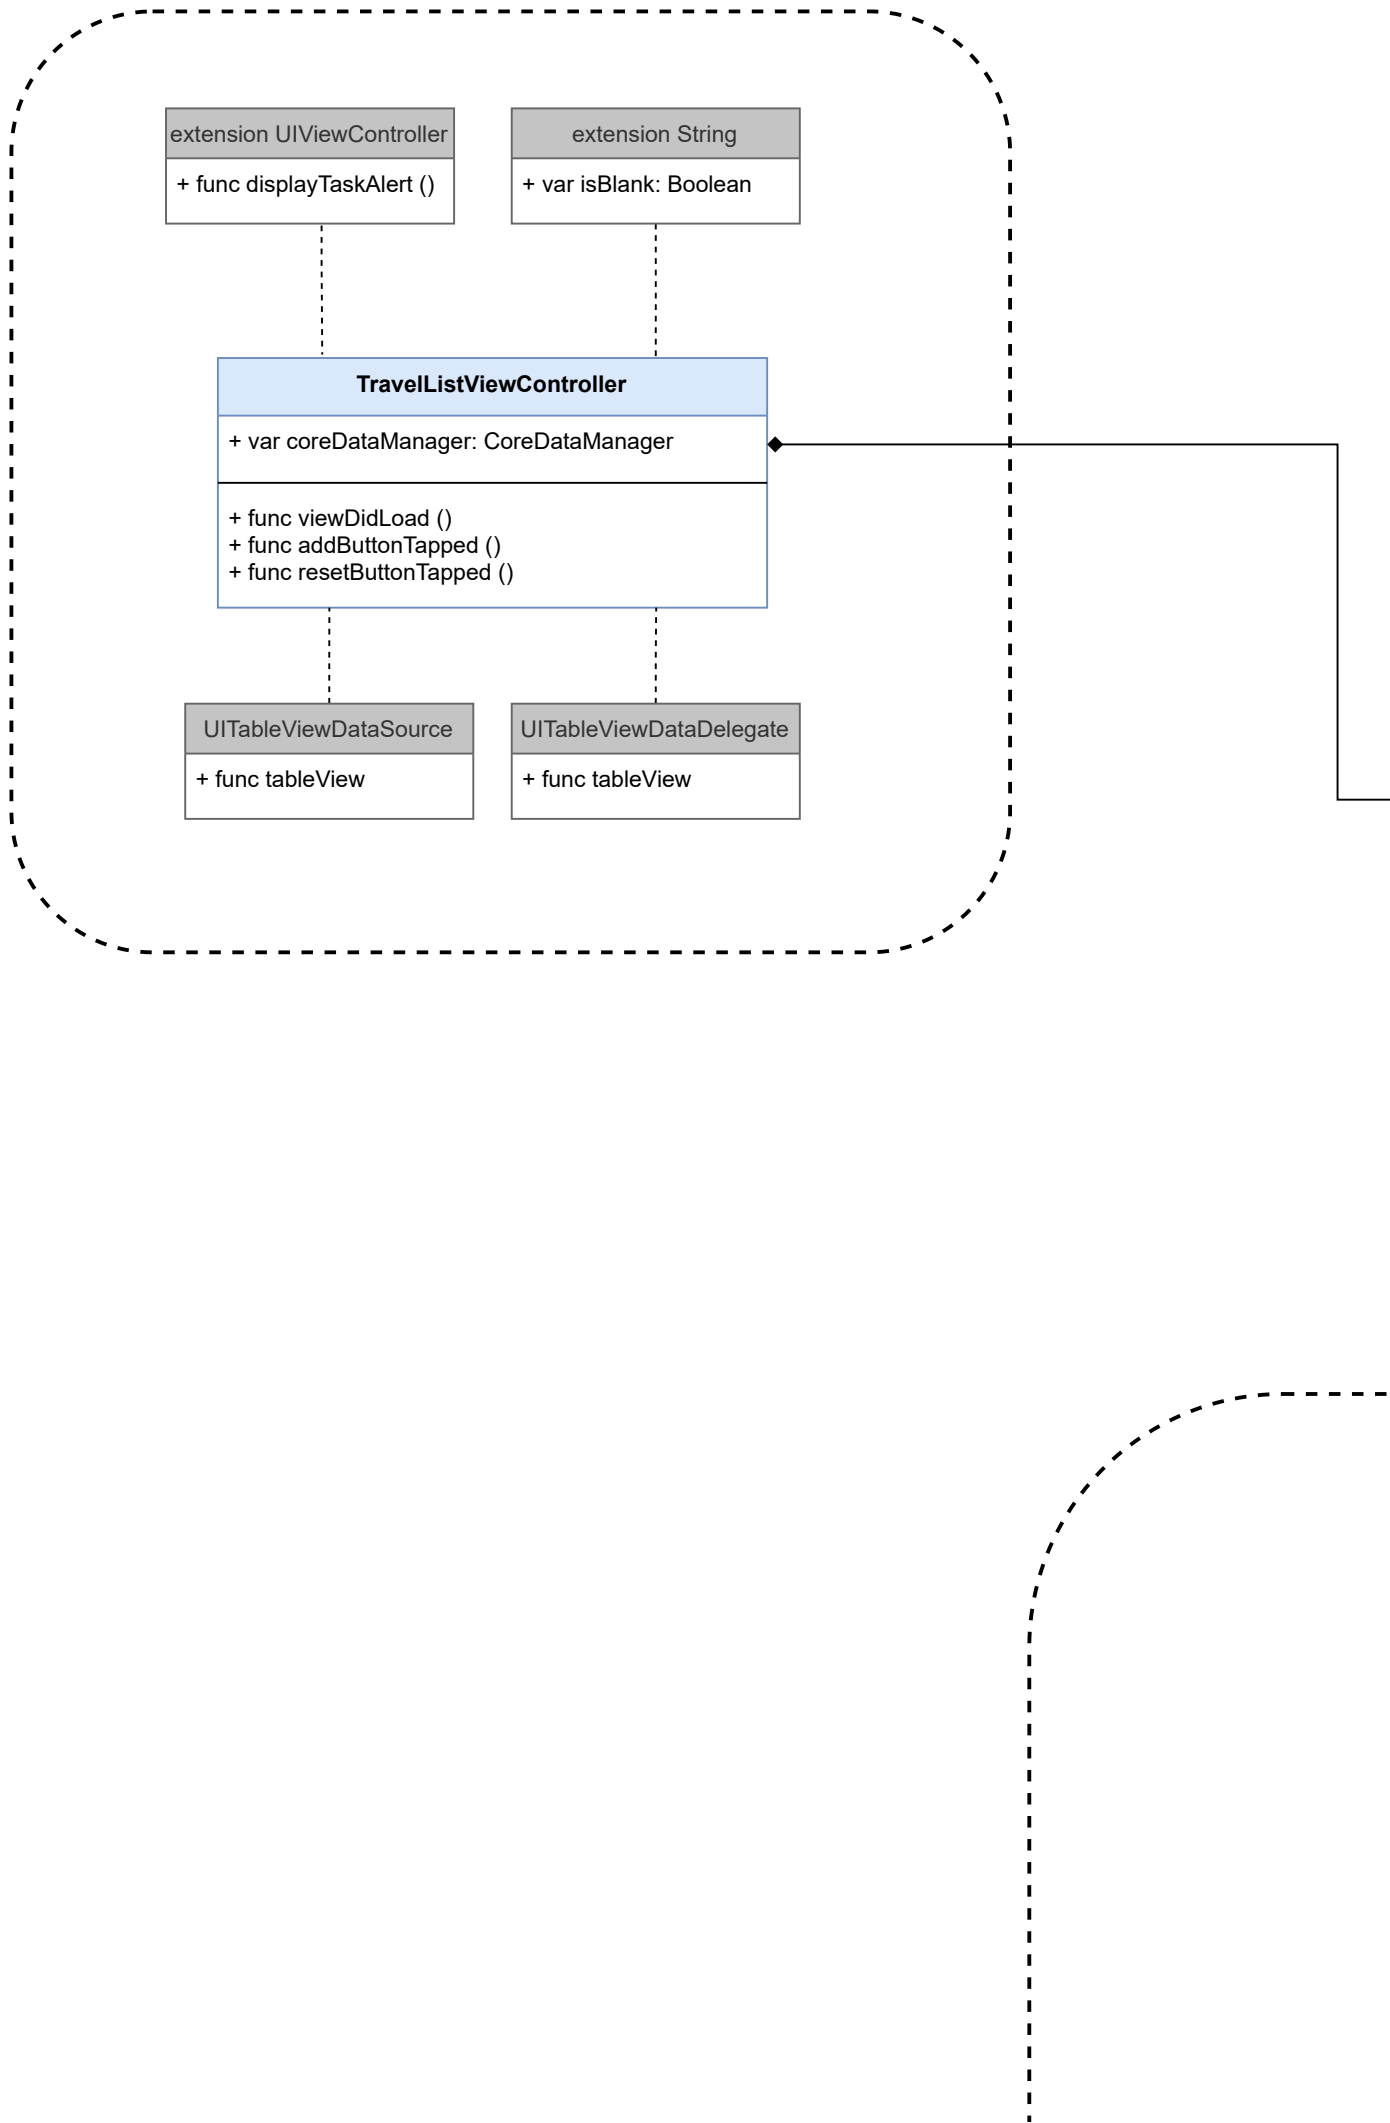 extension UIViewController
+ func displayTaskAlert ()
extension String
+ var isBlank: Boolean
TravelListViewController
+ var coreDataManager: CoreDataManager
+ func viewDidLoad ()
+ func addButtonTapped ()
+ func resetButtonTapped ()
UITableViewDataSource
+ func tableView
UITableViewDataDelegate
+ func tableView